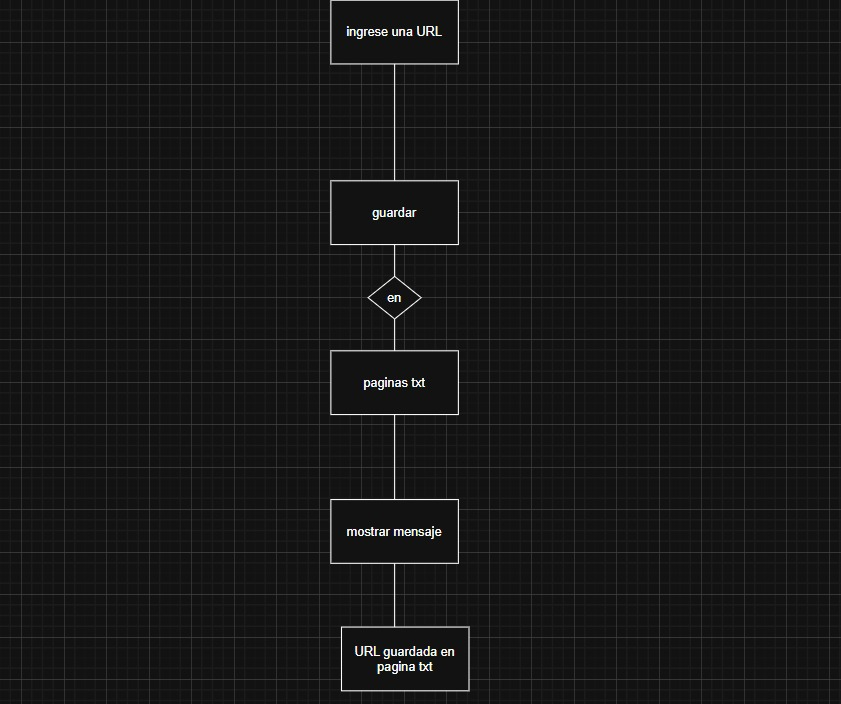 ingrese una URL
guardar
en
paginas txt
mostrar mensaje
URL guardada en
pagina txt